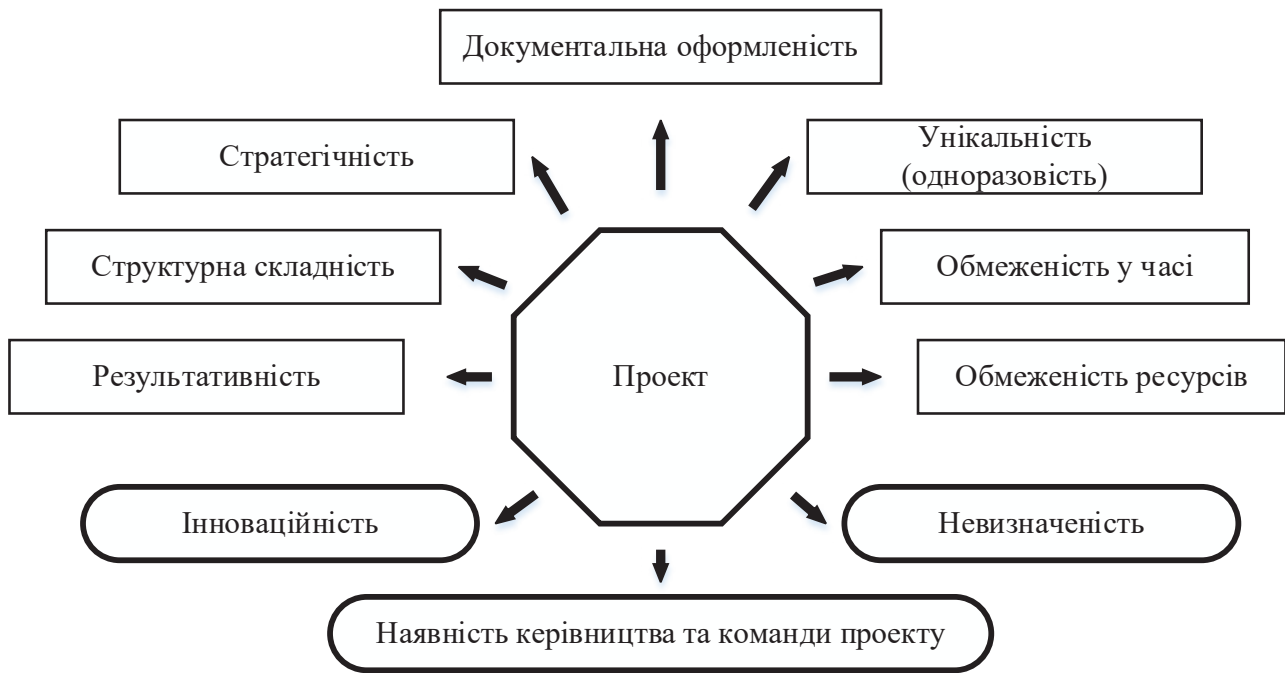 Документальна оформленість
Стратегічність
Унікальність
(одноразовість)
Структурна складність
Обмеженість у часі
Результативність
Проект
Обмеженість ресурсів
Інноваційність
Невизначеність
Наявність керівництва та команди проекту